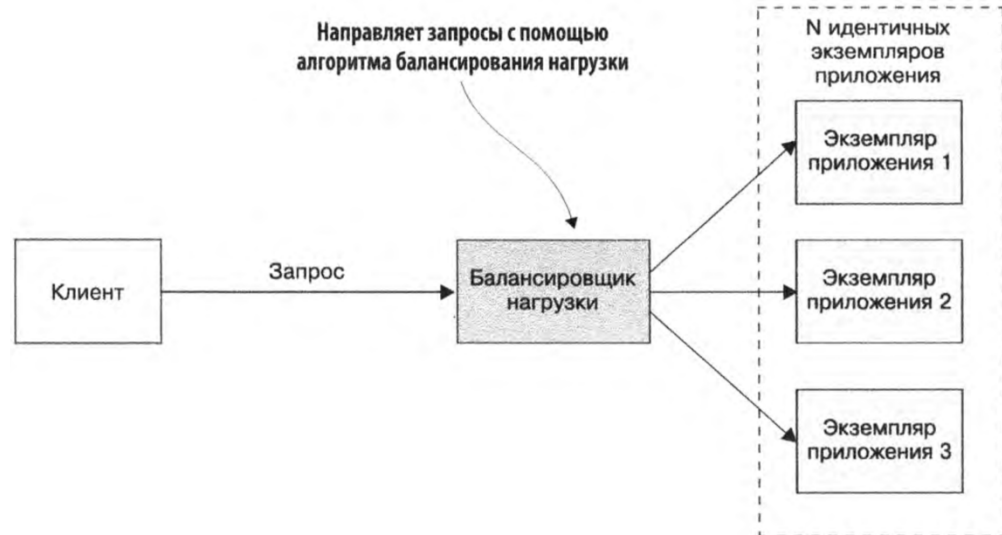 Направляет запросы с помощью
алгоритма балансирования нагрузки
N идентичных
экземпляров
приложения
Экземпляр
приложения 1
Клиент
Запрос
Балансировщик
нагрузки
Экземпляр
приложения 2
Экземпляр
приложения 3